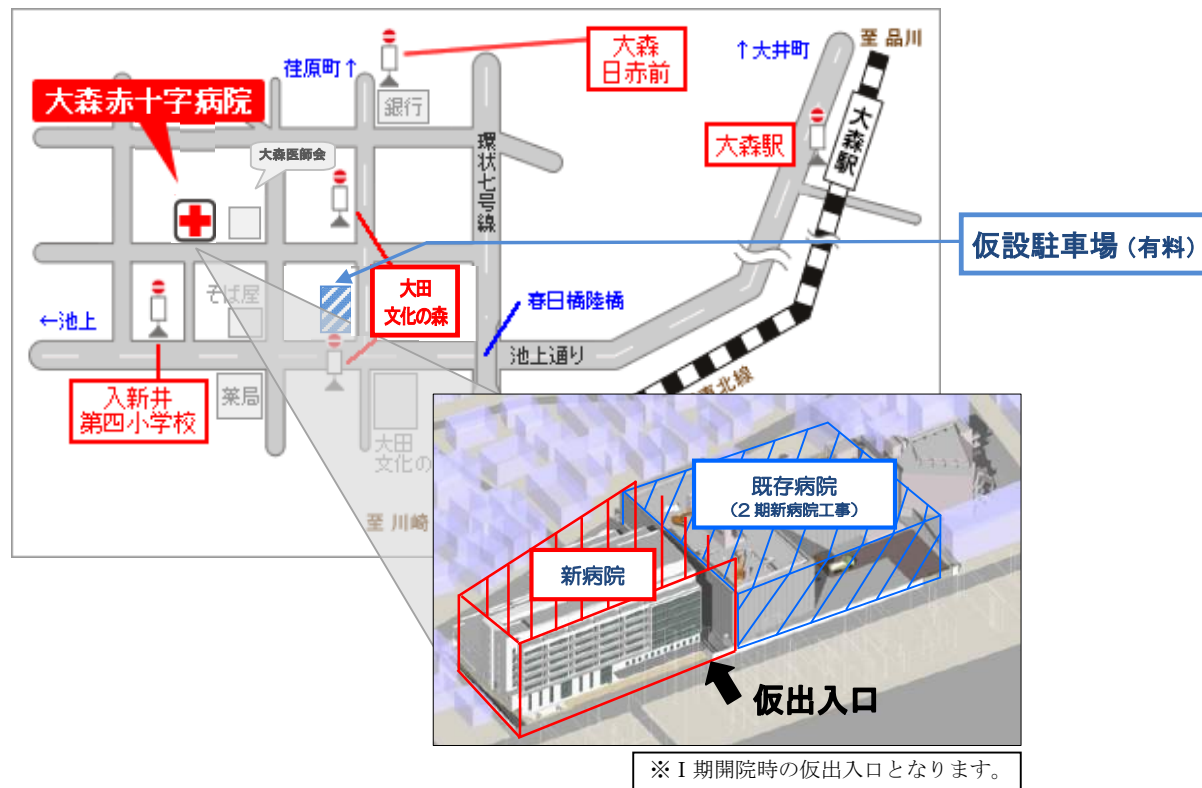 至 品川
大森
日赤前
↑大井町
荏原町↑
大森赤十字病院
銀行
大森駅
大森駅
環状七号線
大森医師会
仮設駐車場（有料）
そば屋
大田
文化の森
春日橋陸橋
←池上
池上通り
入新井
第四小学校
薬局
東北線
大田
文化の
至 川崎
既存病院
（2期新病院工事）
新病院
仮出入口
※Ⅰ期開院時の仮出入口となります。